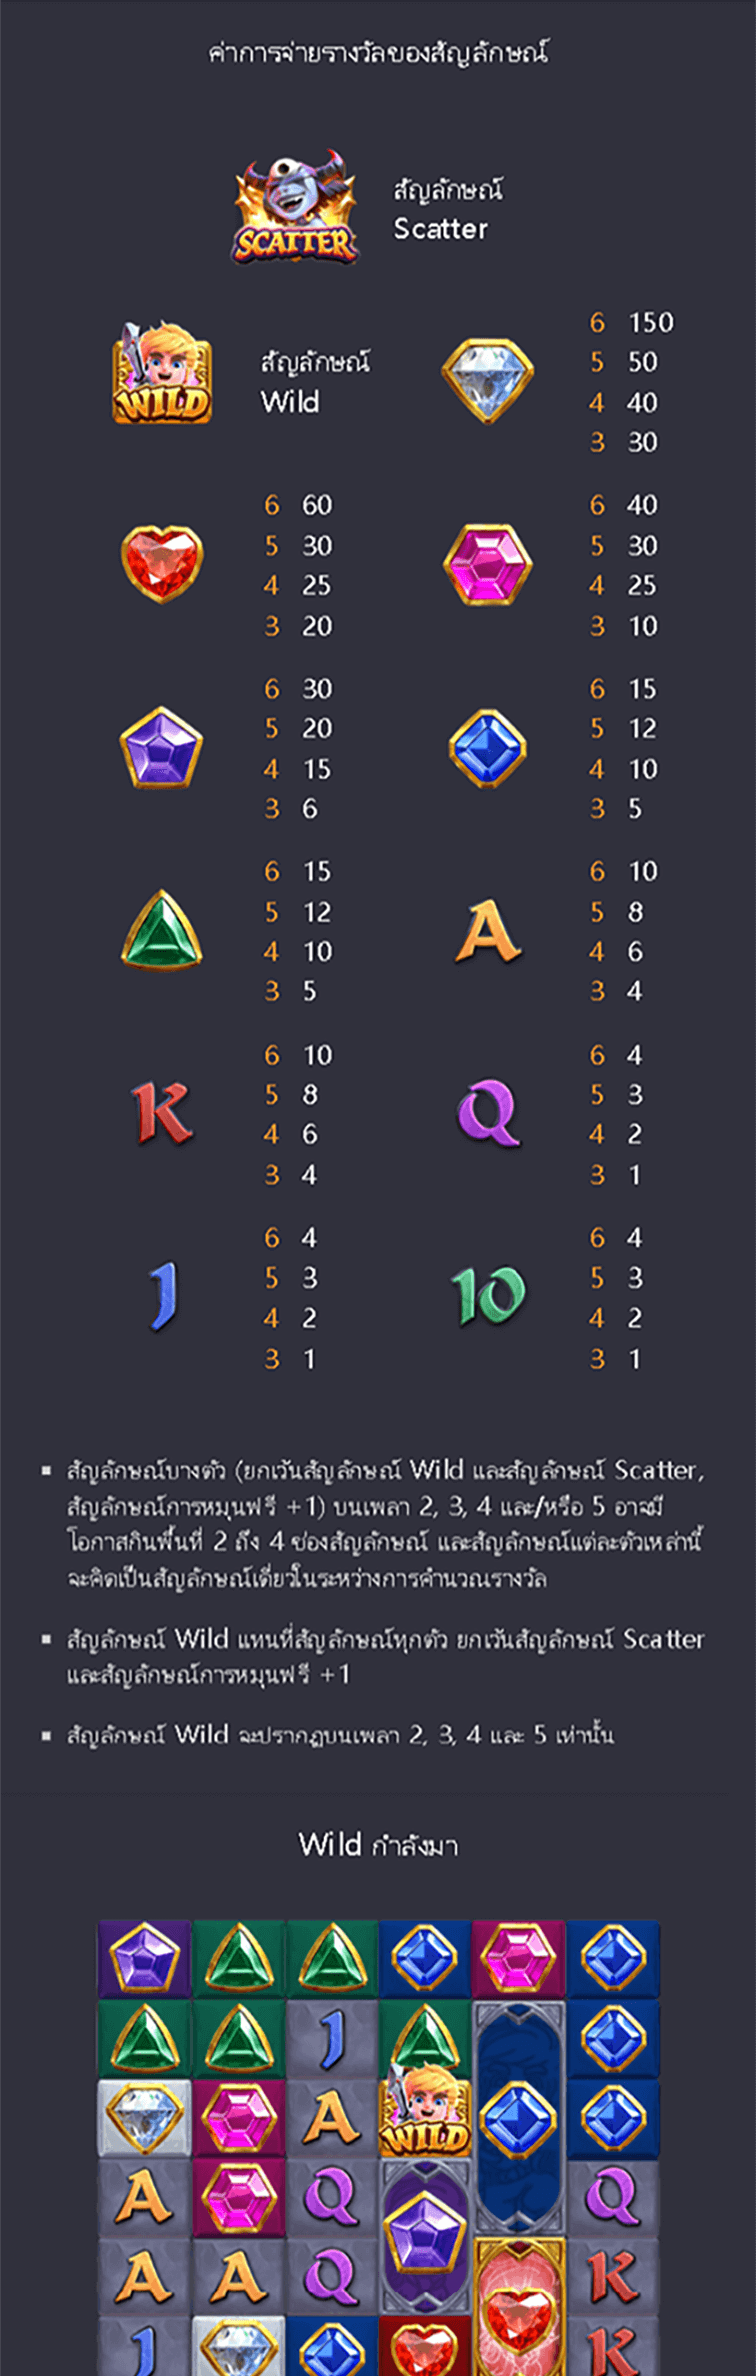 ค่าการจ่ายรางวัลของสัญลักษณ์
SCATTER
สัญลักษณ์
Scatter
WILD
สัญลักษณ์
Wild
6 150
5 50
4 40
3 30
6 60
5 30
4 25
3 20
6 40
5 30
4 25
3 10
6 30
5 20
4 15
3 6
6 15
5 12
4 10
3 5
6 15
5 12
4 10
3 5
A
6 10
5 8
4 6
3 4
K
6 10
5 8
4 6
3 4
Q
6 4
5 3
4 2
3 1
J
6 4
5 3
4 2
3 1
10
6 4
5 3
4 2
3 1
▪ สัญลักษณ์บางตัว (ยกเว้นสัญลักษณ์ Wild และสัญลักษณ์ Scatter,
สัญลักษณ์การหมุนฟรี +1) บนเพลา 2, 3, 4 และ/หรือ 5 อาจมี
โอกาสกินพื้นที่ 2 ถึง 4 ช่องสัญลักษณ์ และสัญลักษณ์แต่ละตัวเหล่านี้
จะคิดเป็นสัญลักษณ์เดี่ยวในระหว่างการคำนวณรางวัล
▪ สัญลักษณ์ Wild แทนที่สัญลักษณ์ทุกตัว ยกเว้นสัญลักษณ์ Scatter
และสัญลักษณ์การหมุนฟรี +1
▪ สัญลักษณ์ Wild จะปรากฏบนเพลา 2, 3, 4 และ 5 เท่านั้น
Wild กำลังมา
J
A WILD
A Q Q
A A Q K
J K